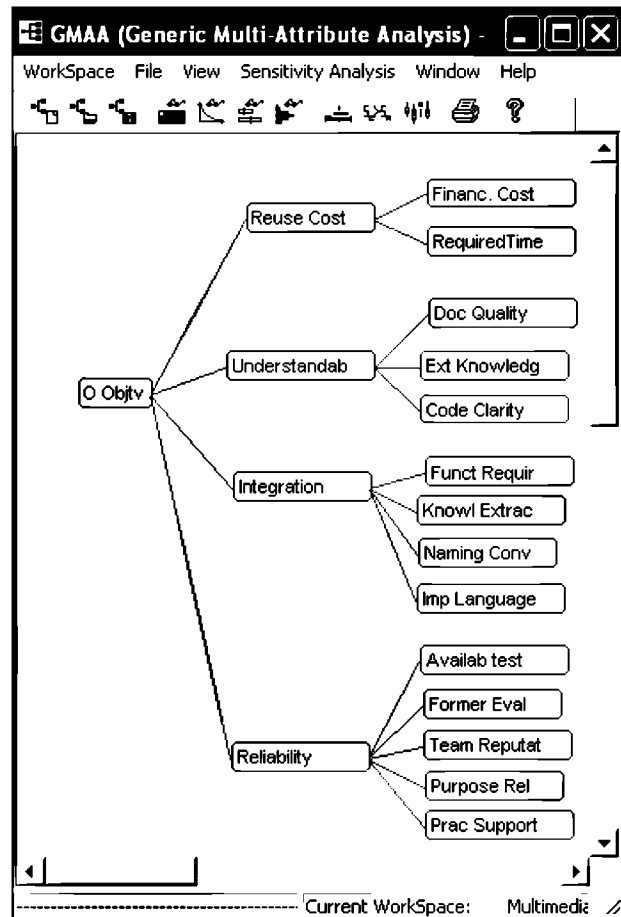 GMAA (Generic Multi-Attribute Analysis) -
WorkSpace File View Sensitivity Analysis Window Help
Financ. Cost
Reuse Cost
RequiredTime
Doc Quality
Understandab
Ext Knowledg
O Objtv
Code Clarity
Funct Requir
Integration
Knowl Extrac
Naming Conv
Imp Language
Availab test
Former Eval
Team Reputat
Reliability
Purpose Rel
Prac Support
Current WorkSpace: Multimedia